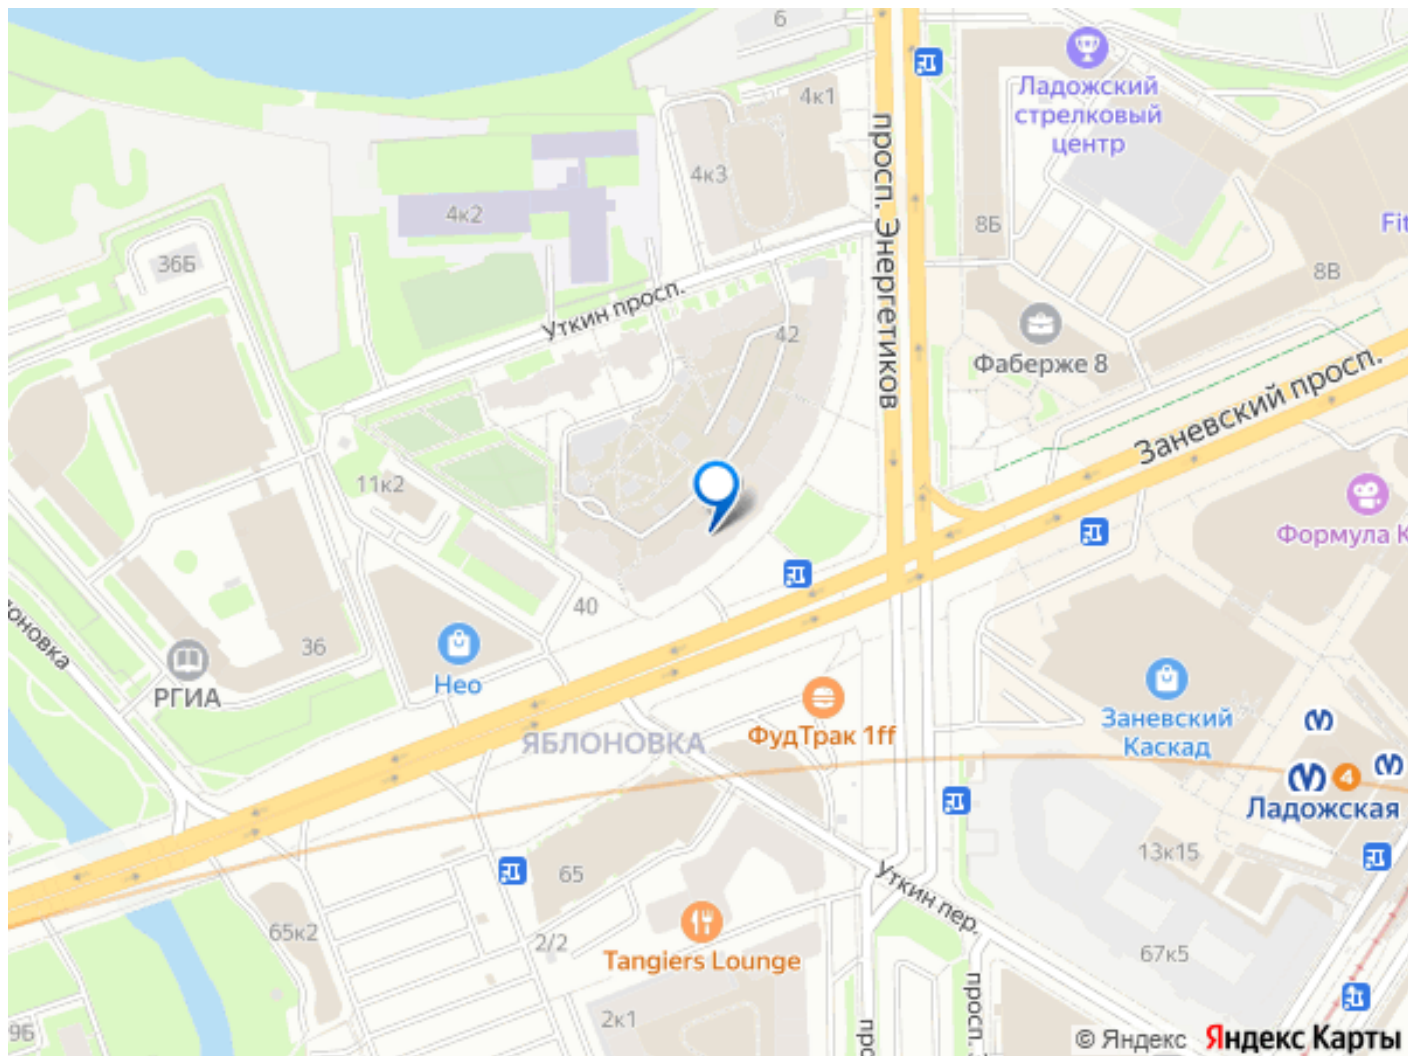 6
4к1
Ладожский
стрелковый
центр
просп. Энергетиков
4к3
4к2
8Б
Fit
36Б
8В
Уткин просп.
42
Фаберже 8
Заневский просп.
11к2
Формула К
40
36
РГИА
Нео
Заневский
Каскад
ФудТрак 1ff
ЯБЛОНОВКА
4
Ладожская
13к15
65
Уткин пер.
65к2
2/2
Tangiers Lounge
67к5
просп.
2к1
9Б
© Яндекс Яндекс Карты